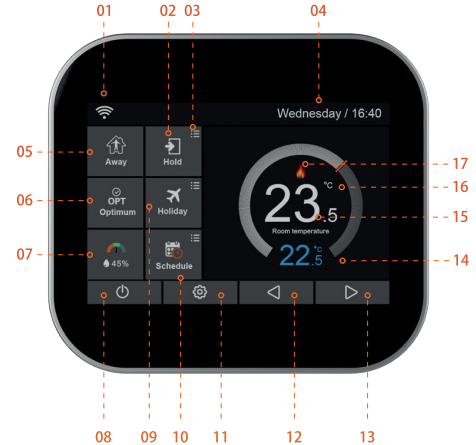 01
02
03
04
Wednesday / 16:40
05
Away
Hold
17
16
°C
06
OPT
Optimum
Holiday
23.5
15
Room temperature
07
45%
Schedule
°C
22.5
14
08
09
10
11
12
13